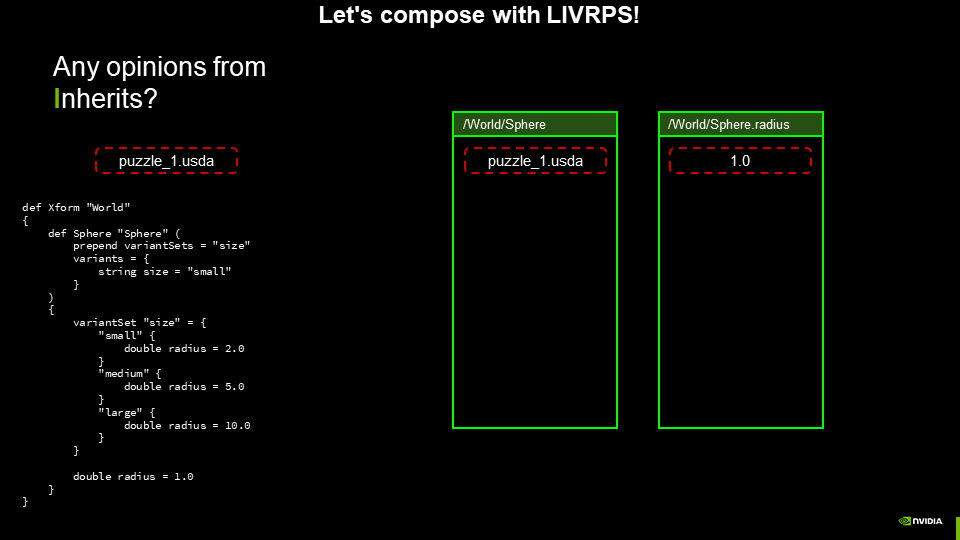 Let's compose with LIVRPS!
Any opinions from
Inherits?
puzzle_1.usda
def Xform "World"
{
    def Sphere "Sphere" (
        prepend variantSets = "size"
        variants = {
            string size = "small"
        }
    )
    {
        variantSet "size" = {
            "small" {
                double radius = 2.0
            }
            "medium" {
                double radius = 5.0
            }
            "large" {
                double radius = 10.0
            }
        }

        double radius = 1.0
    }
}
/World/Sphere
puzzle_1.usda
/World/Sphere.radius
1.0
NVIDIA